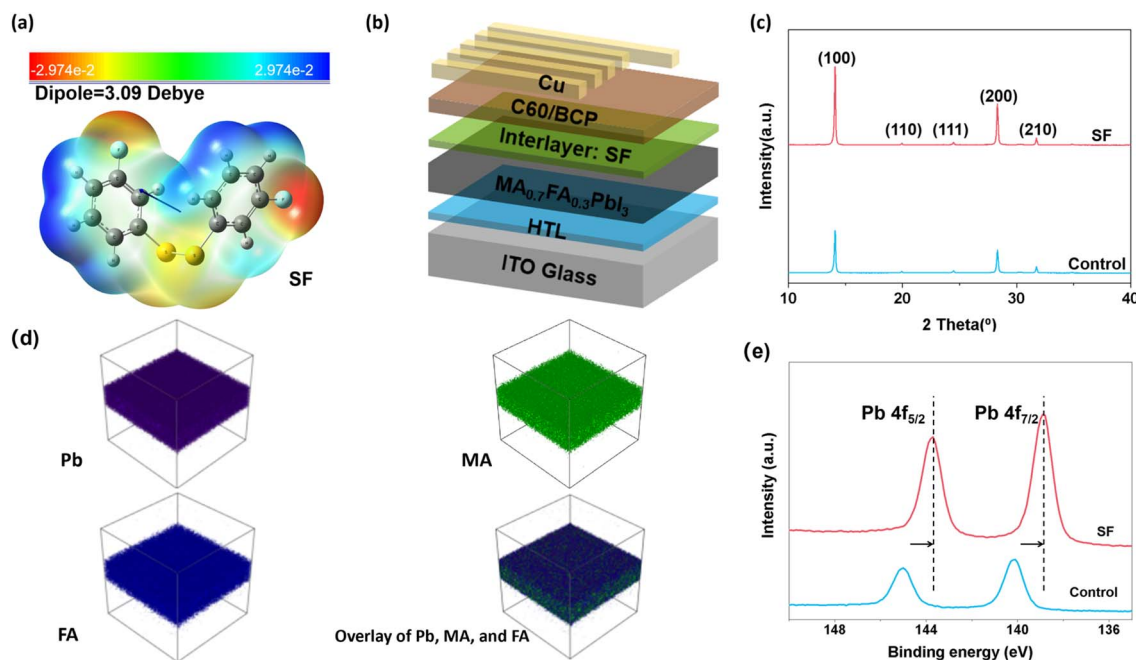 (a)
-2.974e-2 2.974e-2
Dipole=3.09 Debye
SF
(b)
Cu
C60/BCP
Interlayer: SF
MA₀.₇FA₀.₃PbI₃
HTL
ITO Glass
(c)
Intensity(a.u.)
(100)
(110)
(111)
(200)
(210)
SF
Control
10 20 30 40
2 Theta(º)
(d)
Pb
MA
FA
Overlay of Pb, MA, and FA
(e)
Intensity (a.u.)
Pb 4f₅/₂
Pb 4f₇/₂
SF
Control
148 144 140 136
Binding energy (eV)